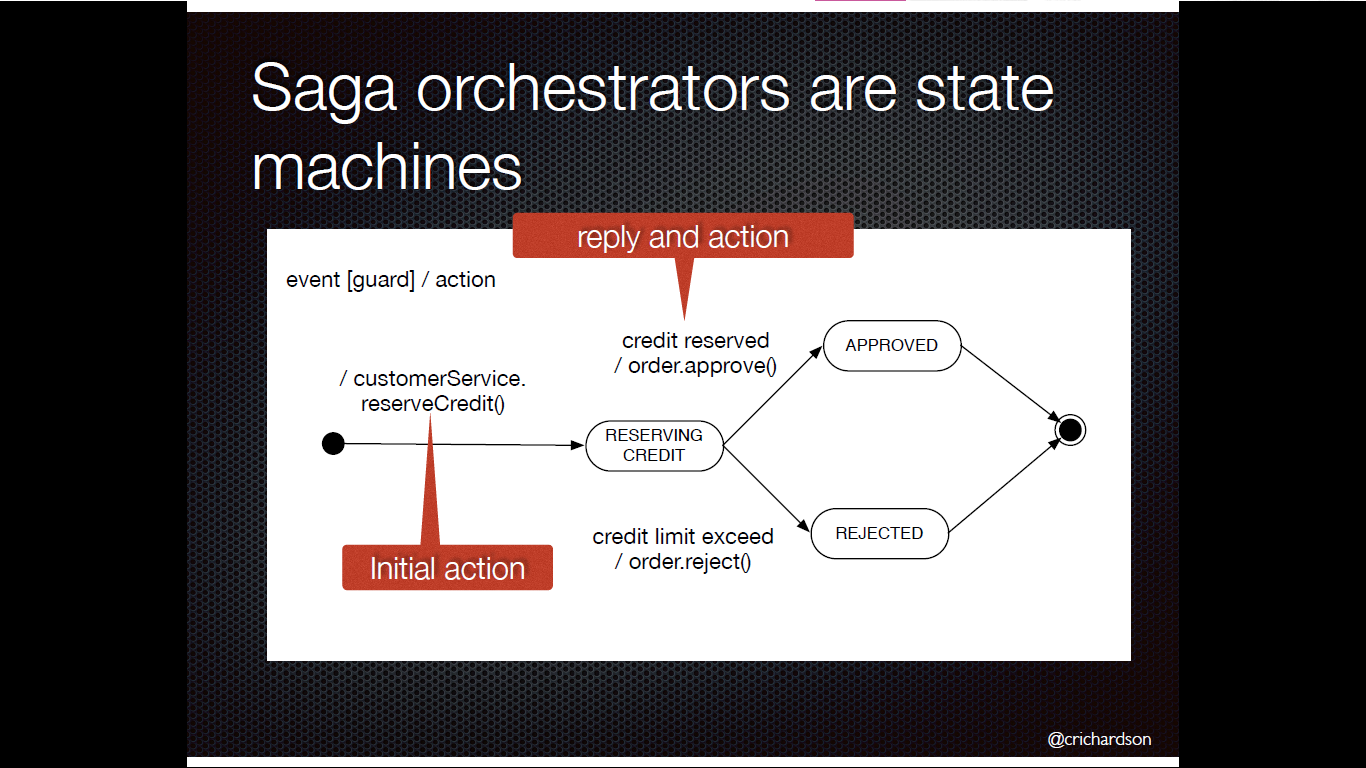 Saga orchestrators are state
machines
reply and action
event [guard] / action
credit reserved
/ order.approve()
APPROVED
/ customerService.
reserveCredit()
RESERVING
CREDIT
credit limit exceed
/ order.reject()
REJECTED
Initial action
@crichardson